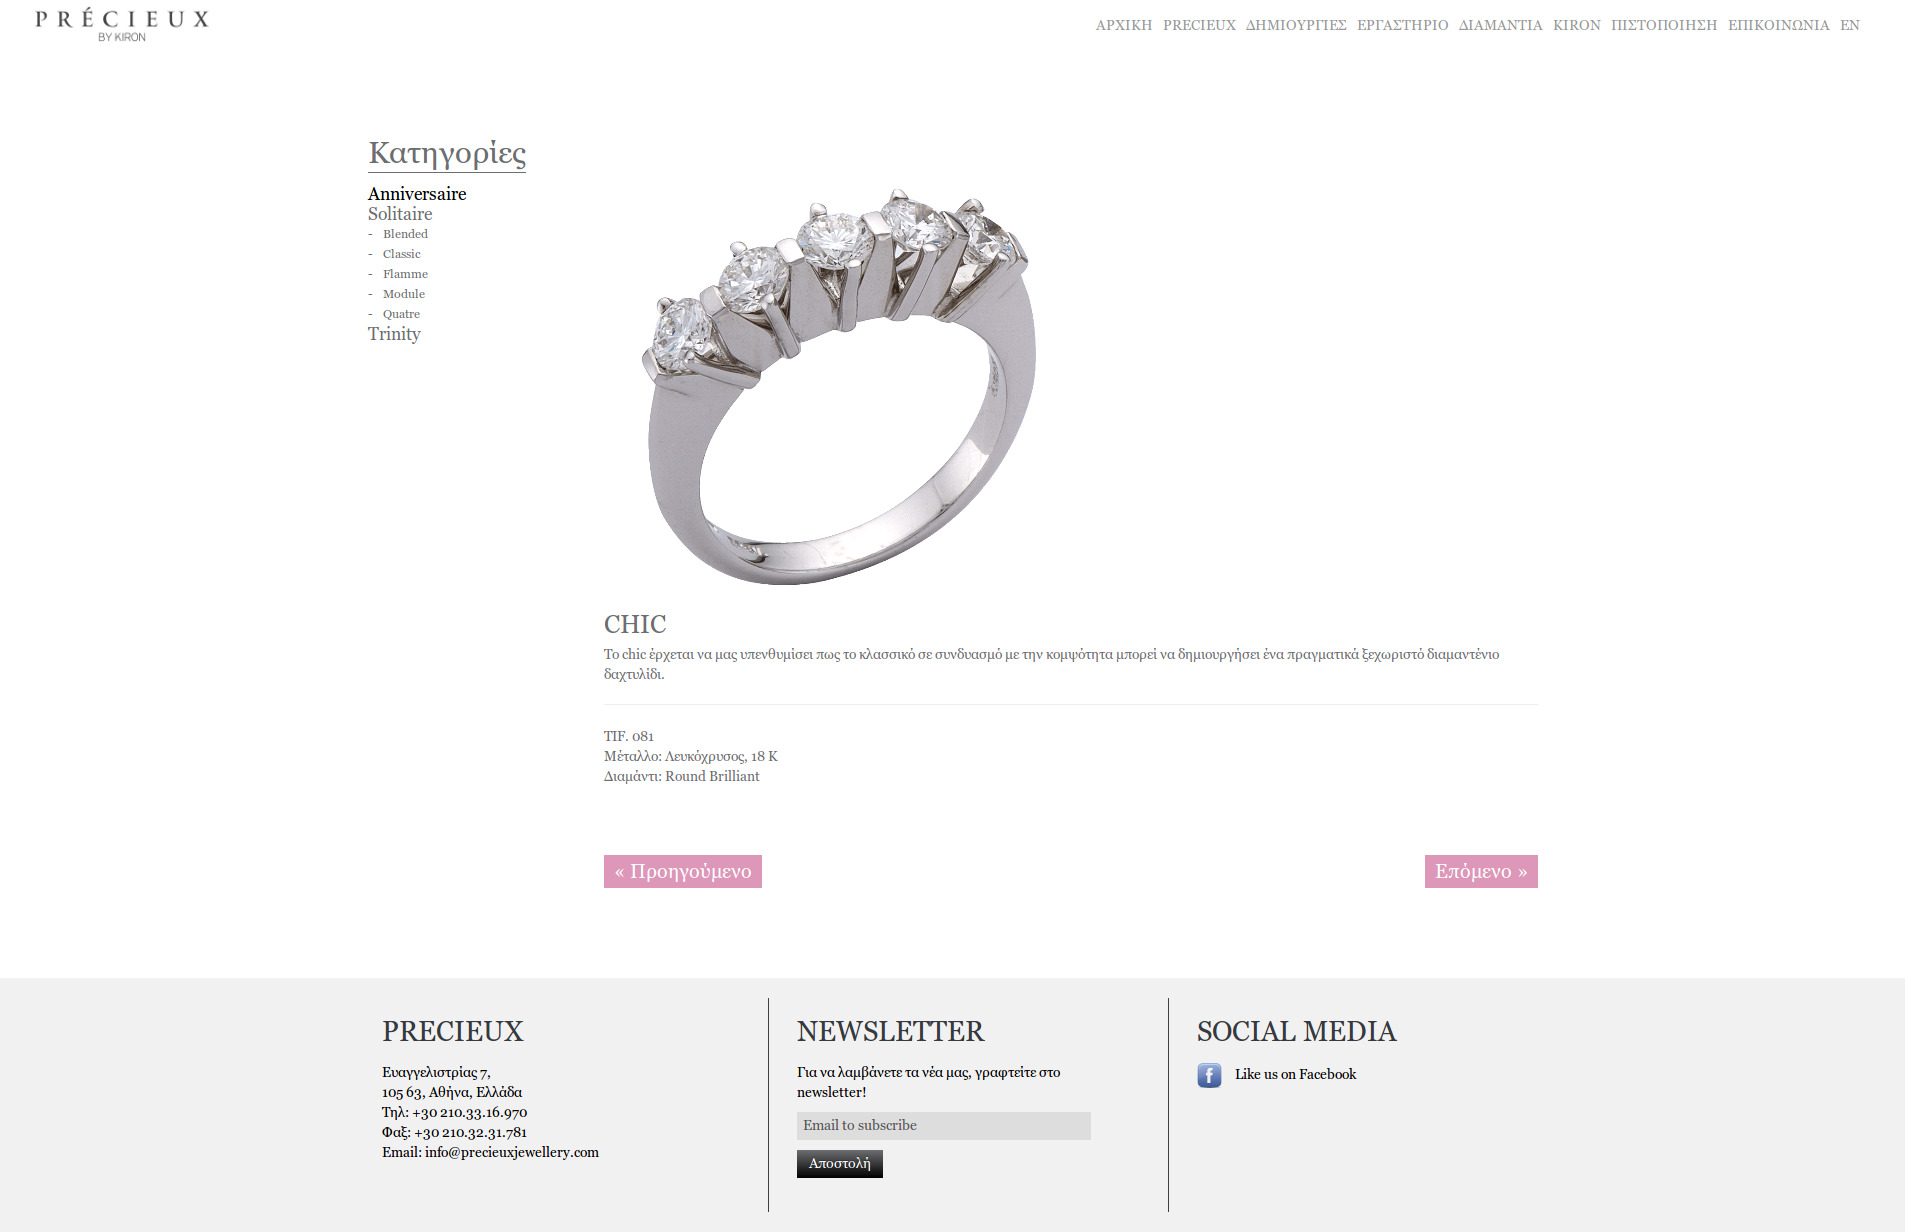 PRÉCIEUX
BY KIRON
ΑΡΧΙΚΗ PRECIEUX ΔΗΜΙΟΥΡΓΙΕΣ ΕΡΓΑΣΤΗΡΙΟ ΔΙΑΜΑΝΤΙΑ KIRON ΠΙΣΤΟΠΟΙΗΣΗ ΕΠΙΚΟΙΝΩΝΙΑ EN
Κατηγορίες
Anniversaire
Solitaire
- Blended
- Classic
- Flamme
- Module
- Quatre
Trinity
CHIC
Το chic έρχεται να μας υπενθυμίσει πως το κλασσικό σε συνδυασμό με την κομψότητα μπορεί να δημιουργήσει ένα πραγματικά ξεχωριστό διαμαντένιο
δαχτυλίδι.
TIF. 081
Μέταλλο: Λευκόχρυσος, 18 Κ
Διαμάντι: Round Brilliant
« Προηγούμενο
Επόμενο »
PRECIEUX
Ευαγγελιστρίας 7,
105 63, Αθήνα, Ελλάδα
Τηλ: +30 210.33.16.970
Φαξ: +30 210.32.31.781
Email: info@precieuxjewellery.com
NEWSLETTER
Για να λαμβάνετε τα νέα μας, γραφτείτε στο
newsletter!
Email to subscribe
Αποστολή
SOCIAL MEDIA
f Like us on Facebook